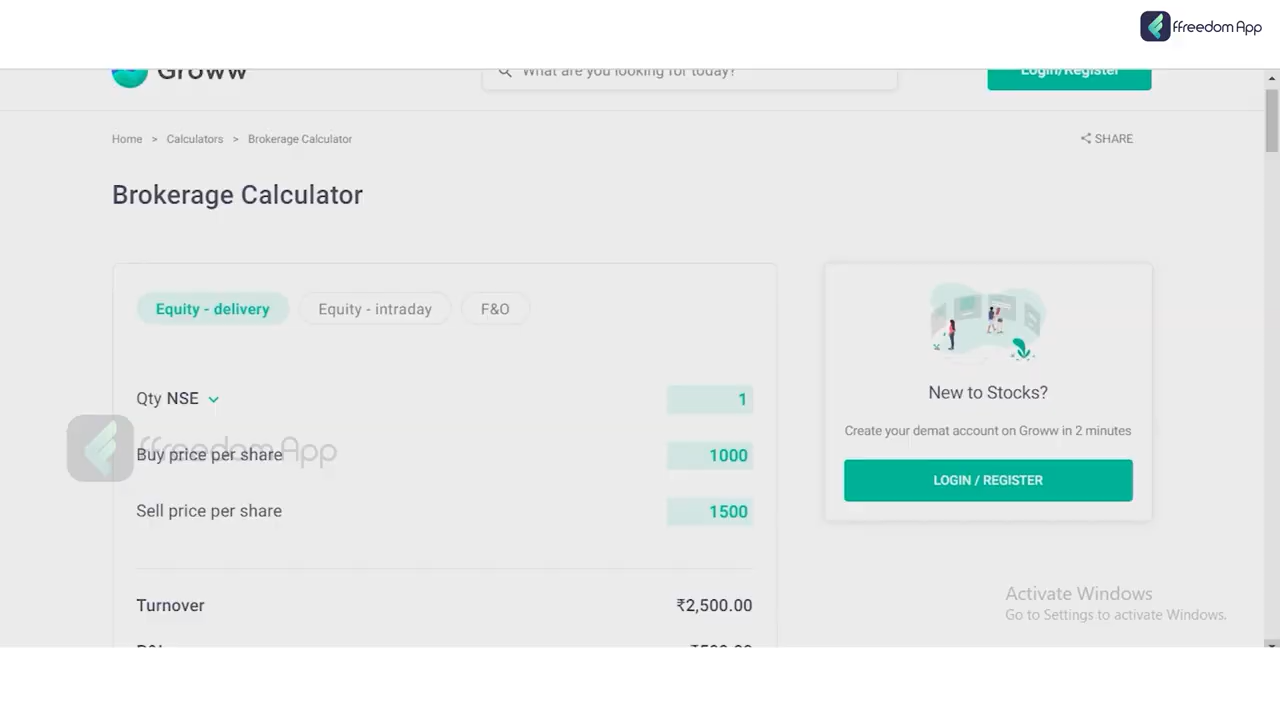 ffreedom App
Groww
What are you looking for today?
Login/Register
Home > Calculators > Brokerage Calculator
SHARE
Brokerage Calculator
Equity - delivery
Equity - intraday
F&O
Qty NSE
1
ffreedom App
Buy price per share
1000
Sell price per share
1500
Turnover
₹2,500.00
New to Stocks?
Create your demat account on Groww in 2 minutes
LOGIN / REGISTER
Activate Windows
Go to Settings to activate Windows.